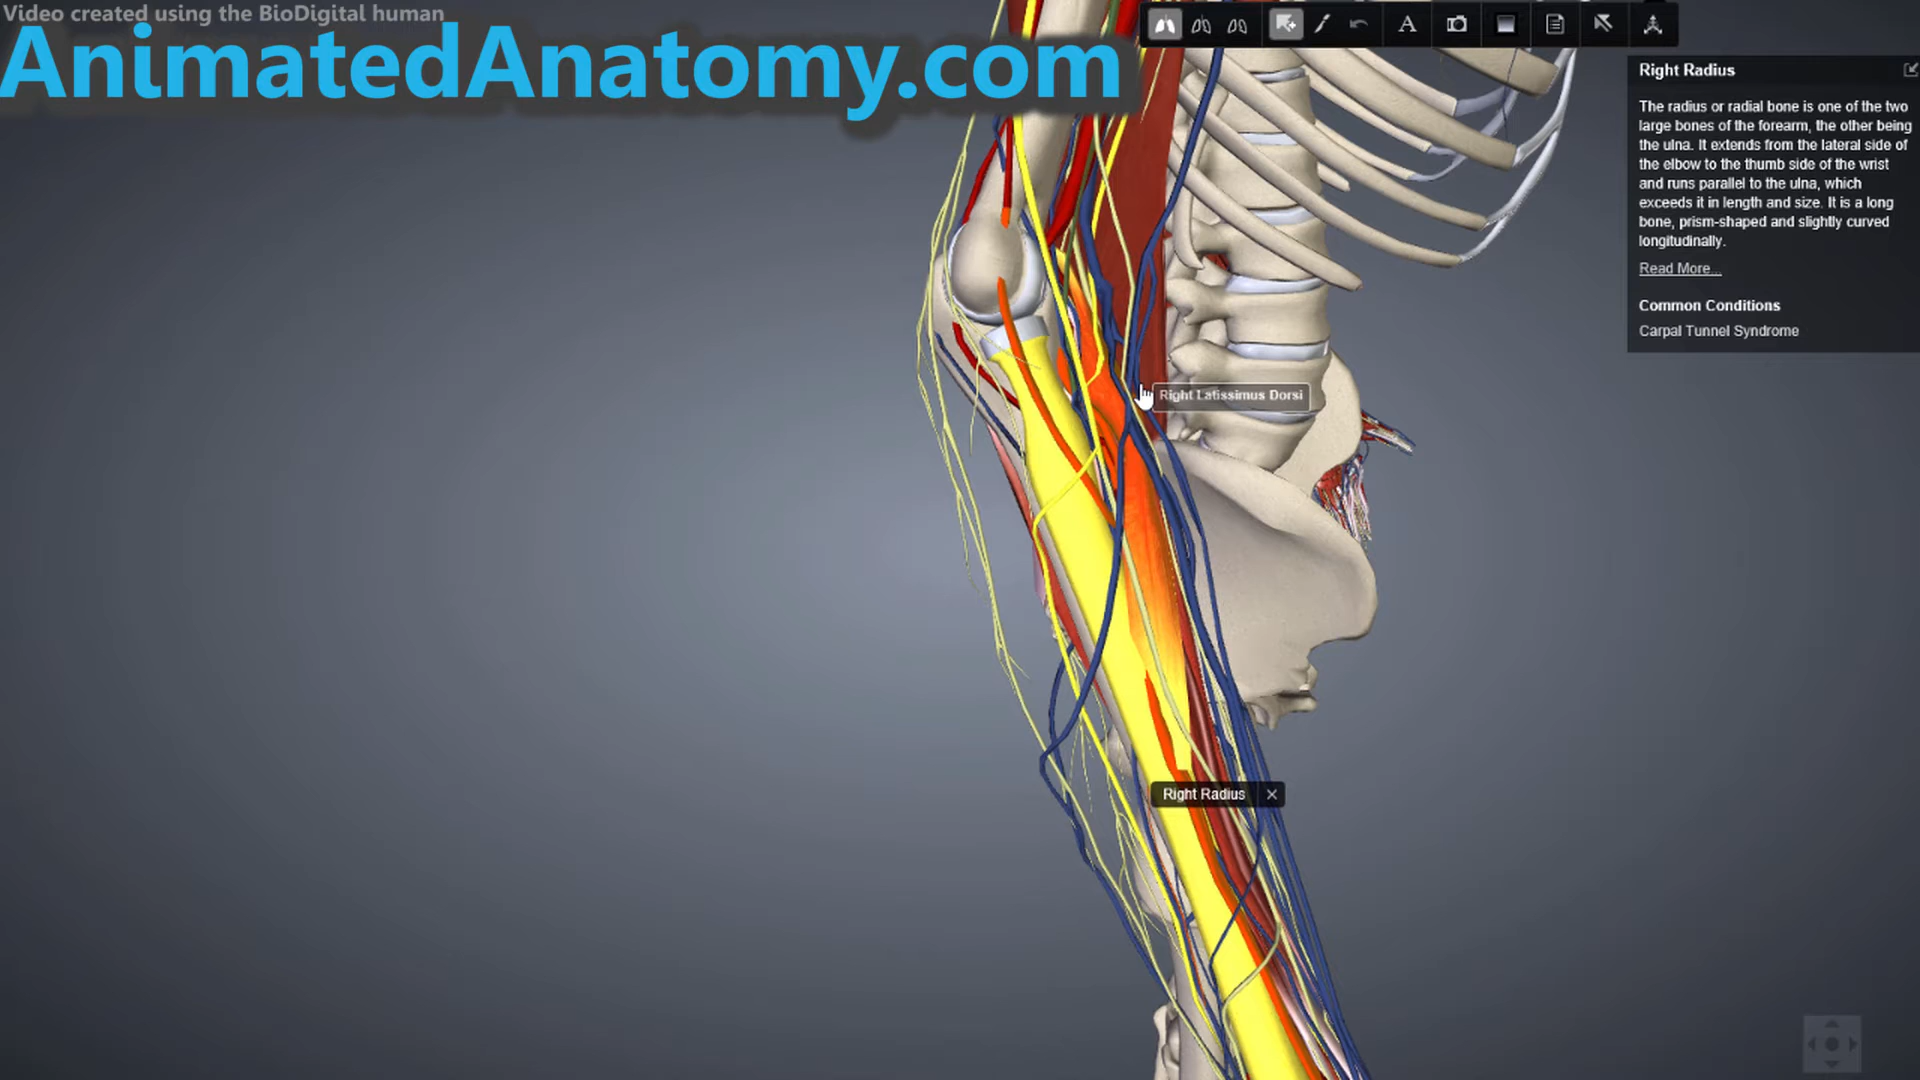 Video created using the BioDigital human
AnimatedAnatomy.com
A
Right Radius
The radius or radial bone is one of the two
large bones of the forearm, the other being
the ulna. It extends from the lateral side of
the elbow to the thumb side of the wrist
and runs parallel to the ulna, which
exceeds it in length and size. It is a long
bone, prism-shaped and slightly curved
longitudinally.
Read More...
Common Conditions
Carpal Tunnel Syndrome
Right Latissimus Dorsi
Right Radius